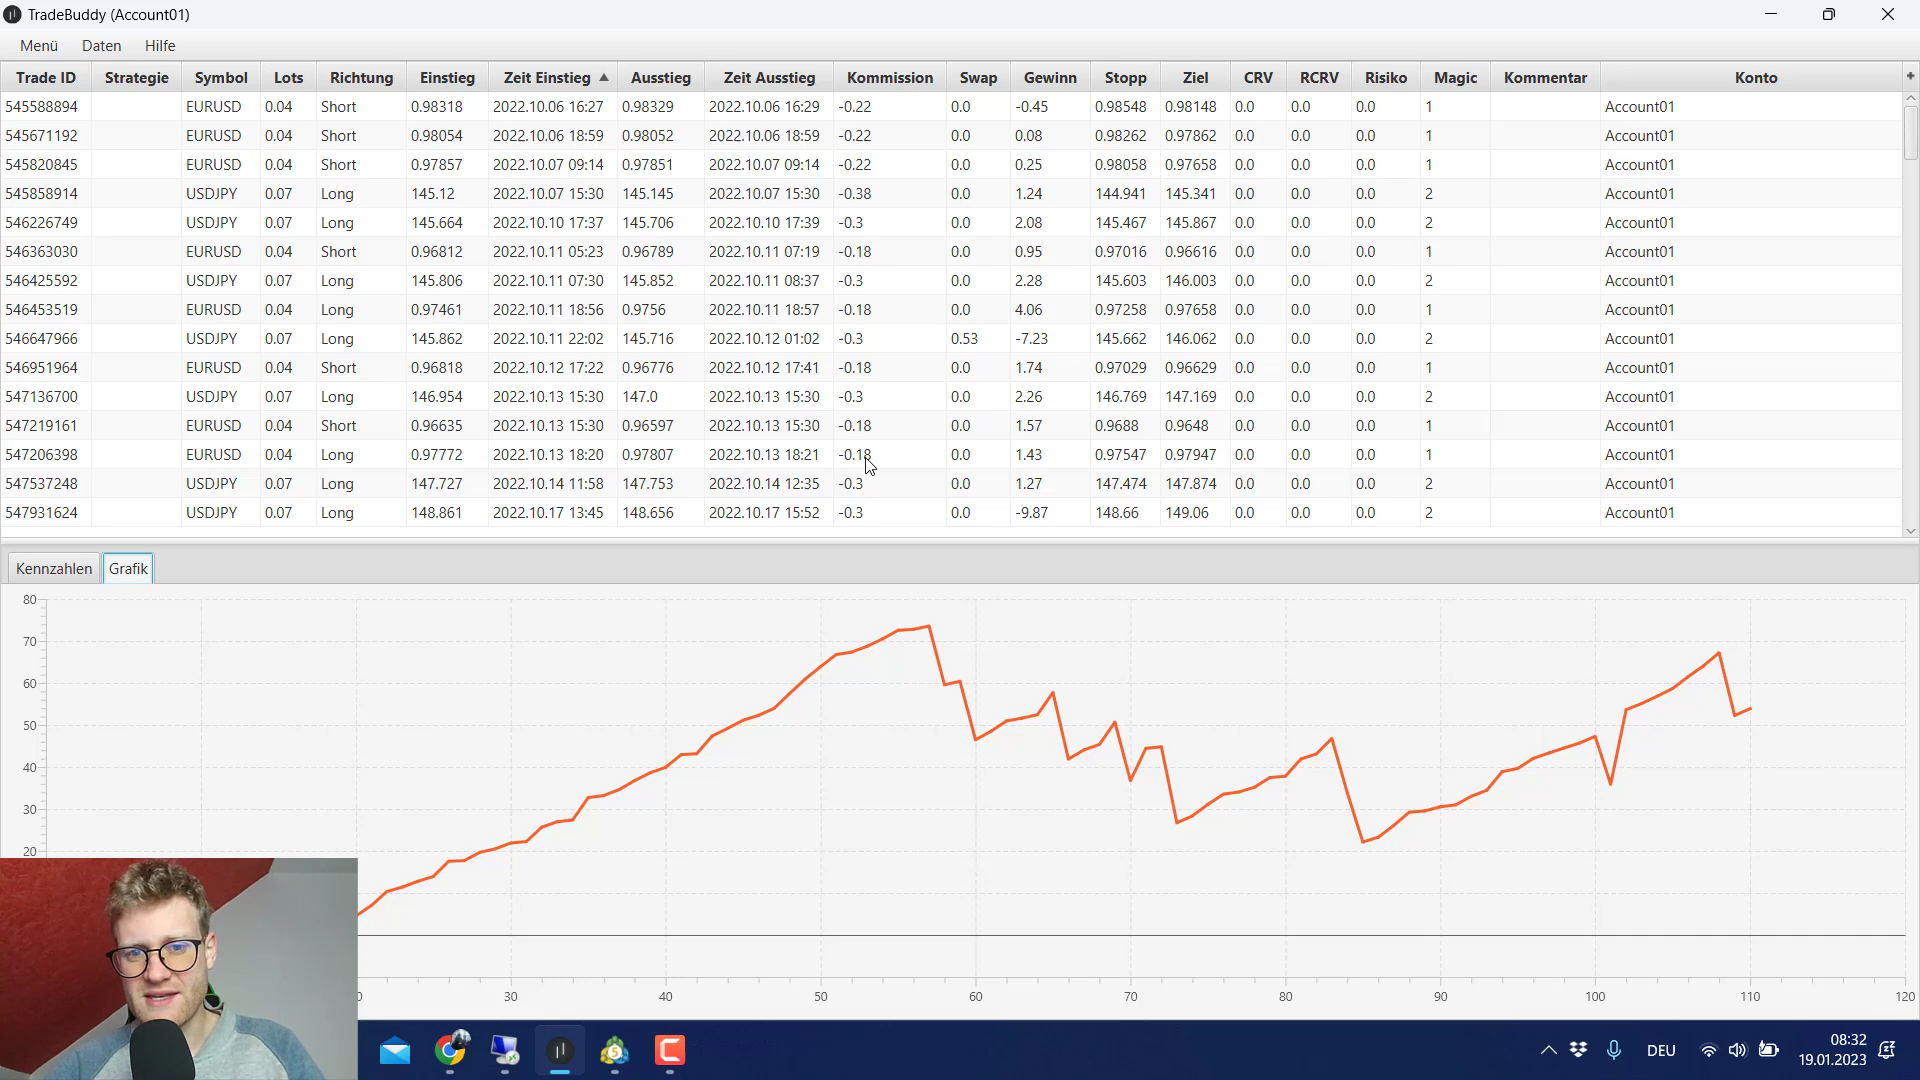 TradeBuddy (Account01)
Menü Daten Hilfe
Trade ID Strategie Symbol Lots Richtung Einstieg Zeit Einstieg Ausstieg Zeit Ausstieg Kommission Swap Gewinn Stopp Ziel CRV RCRV Risiko Magic Kommentar Konto +
545588894 EURUSD 0.04 Short 0.98318 2022.10.06 16:27 0.98329 2022.10.06 16:29 -0.22 0.0 -0.45 0.98548 0.98148 0.0 0.0 0.0 1 Account01
545671192 EURUSD 0.04 Short 0.98054 2022.10.06 18:59 0.98052 2022.10.06 18:59 -0.22 0.0 0.08 0.98262 0.97862 0.0 0.0 0.0 1 Account01
545820845 EURUSD 0.04 Short 0.97857 2022.10.07 09:14 0.97851 2022.10.07 09:14 -0.22 0.0 0.25 0.98058 0.97658 0.0 0.0 0.0 1 Account01
545858914 USDJPY 0.07 Long 145.12 2022.10.07 15:30 145.145 2022.10.07 15:30 -0.38 0.0 1.24 144.941 145.341 0.0 0.0 0.0 2 Account01
546226749 USDJPY 0.07 Long 145.664 2022.10.10 17:37 145.706 2022.10.10 17:39 -0.3 0.0 2.08 145.467 145.867 0.0 0.0 0.0 2 Account01
546363030 EURUSD 0.04 Short 0.96812 2022.10.11 05:23 0.96789 2022.10.11 07:19 -0.18 0.0 0.95 0.97016 0.96616 0.0 0.0 0.0 1 Account01
546425592 USDJPY 0.07 Long 145.806 2022.10.11 07:30 145.852 2022.10.11 08:37 -0.3 0.0 2.28 145.603 146.003 0.0 0.0 0.0 2 Account01
546453519 EURUSD 0.04 Long 0.97461 2022.10.11 18:56 0.9756 2022.10.11 18:57 -0.18 0.0 4.06 0.97258 0.97658 0.0 0.0 0.0 1 Account01
546647966 USDJPY 0.07 Long 145.862 2022.10.11 22:02 145.716 2022.10.12 01:02 -0.3 0.53 -7.23 145.662 146.062 0.0 0.0 0.0 2 Account01
546951964 EURUSD 0.04 Short 0.96818 2022.10.12 17:22 0.96776 2022.10.12 17:41 -0.18 0.0 1.74 0.97029 0.96629 0.0 0.0 0.0 1 Account01
547136700 USDJPY 0.07 Long 146.954 2022.10.13 15:30 147.0 2022.10.13 15:30 -0.3 0.0 2.26 146.769 147.169 0.0 0.0 0.0 2 Account01
547219161 EURUSD 0.04 Short 0.96635 2022.10.13 15:30 0.96597 2022.10.13 15:30 -0.18 0.0 1.57 0.9688 0.9648 0.0 0.0 0.0 1 Account01
547206398 EURUSD 0.04 Long 0.97772 2022.10.13 18:20 0.97807 2022.10.13 18:21 -0.18 0.0 1.43 0.97547 0.97947 0.0 0.0 0.0 1 Account01
547537248 USDJPY 0.07 Long 147.727 2022.10.14 11:58 147.753 2022.10.14 12:35 -0.3 0.0 1.27 147.474 147.874 0.0 0.0 0.0 2 Account01
547931624 USDJPY 0.07 Long 148.861 2022.10.17 13:45 148.656 2022.10.17 15:52 -0.3 0.0 -9.87 148.66 149.06 0.0 0.0 0.0 2 Account01
Kennzahlen Grafik
80
70
60
50
40
30
20
0 30 40 50 60 70 80 90 100 110 120
DEU
08:32
19.01.2023